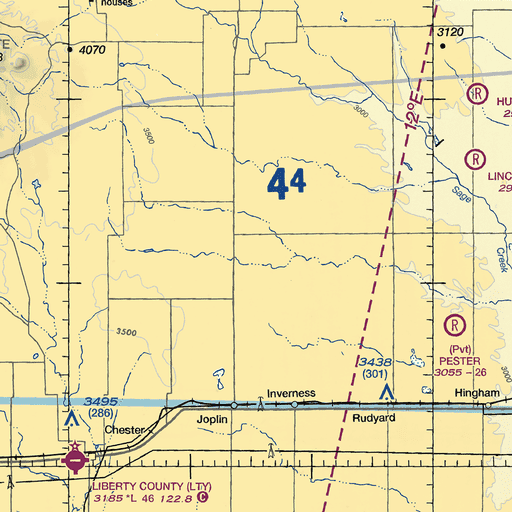 houses
4070
3120
3500
3000
12°E
R
HU
R
LINC
44
Sage
Creek
3500
R
(Pvt)
PESTER
3055 – 26
3000
3438
(301)
3495
(286)
Inverness
Hingham
Joplin
Rudyard
Chester
LIBERTY COUNTY (LTY)
3185 *L 46 122.8 C